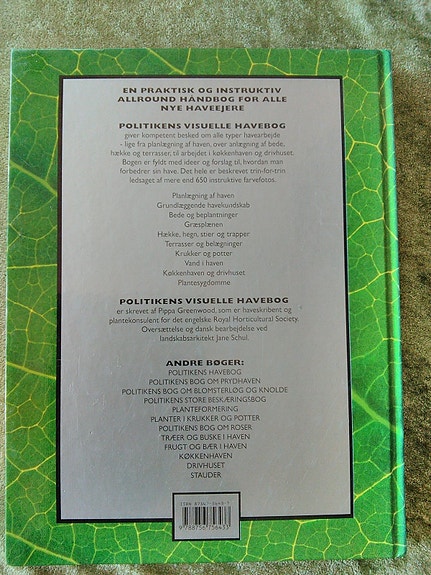 EN PRAKTISK OG INSTRUKTIV
ALLROUND HÅNDBOG FOR ALLE
NYE HAVEEJERE
POLITIKENS VISUELLE HAVEBOG
giver kompetent besked om alle typer havearbejde
- lige fra planlægning af haven, over anlægning af bede,
hække og terrasser, til arbejdet i køkkenhaven og drivhuset.
Bogen er fyldt med ideer og forslag til, hvordan man
forbedrer sin have. Det hele er beskrevet trin-for-trin
ledsaget af mere end 650 instruktive farvefotos.
Planlægning af haven
Grundlæggende havekundskab
Bede og beplantninger
Græsplænen
Hække, hegn, stier og trapper
Terrasser og belægninger
Krukker og potter
Vand i haven
Køkkenhaven og drivhuset
Plantesygdomme
POLITIKENS VISUELLE HAVEBOG
er skrevet af Pippa Greenwood, som er haveskribent og
plantekonsulent for det engelske Royal Horticultural Society.
Oversættelse og dansk bearbejdelse ved
landskabsarkitekt Jane Schul.
ANDRE BØGER:
POLITIKENS HAVEBOG
POLITIKENS BOG OM PRYDHAVEN
POLITIKENS BOG OM BLOMSTERLØG OG KNOLDE
POLITIKENS STORE BESKÆRINGSBOG
PLANTEFORMERING
PLANTER I KRUKKER OG POTTER
POLITIKENS BOG OM ROSER
TRÆER OG BUSKE I HAVEN
FRUGT OG BÆR I HAVEN
KØKKENHAVEN
DRIVHUSET
STAUDER
ISBN 87-567-5643-1
9 788756 756433